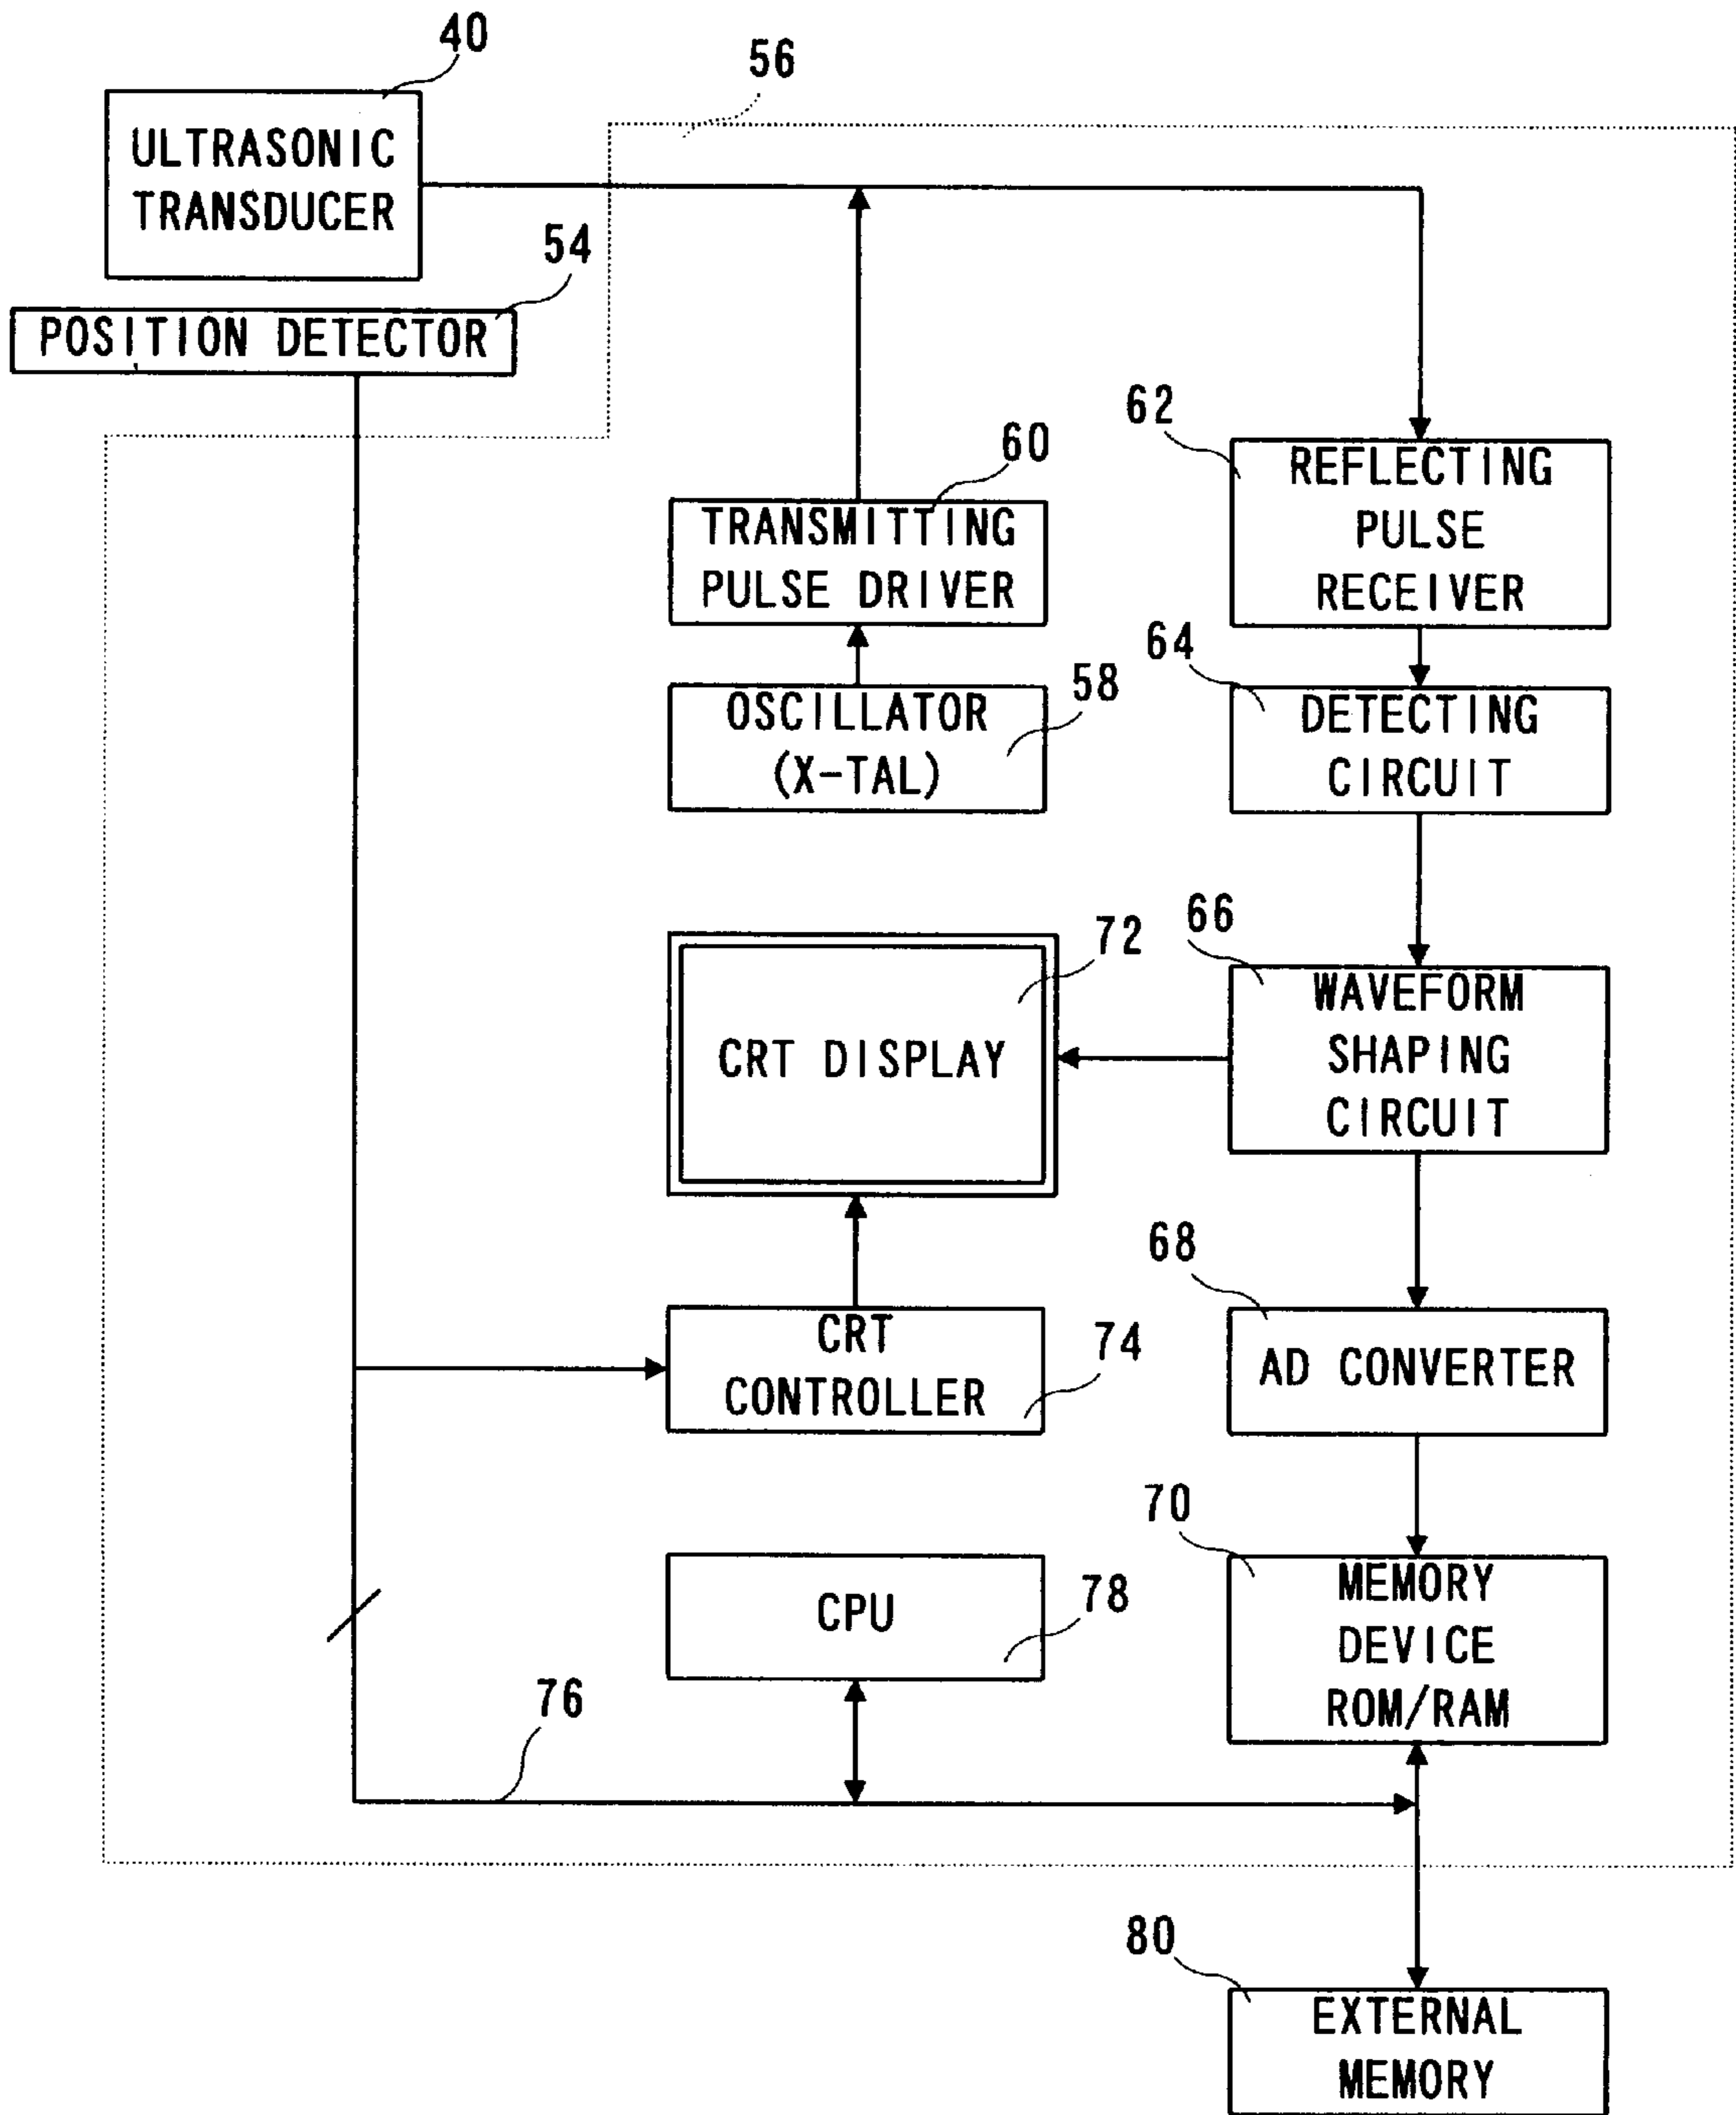 40
56
ULTRASONIC
TRANSDUCER
54
POSITION DETECTOR
62
60
REFLECTING
PULSE
RECEIVER
TRANSMITTING
PULSE DRIVER
64
58
OSCILLATOR
(X-TAL)
DETECTING
CIRCUIT
66
72
CRT DISPLAY
WAVEFORM
SHAPING
CIRCUIT
68
CRT
CONTROLLER
74
AD CONVERTER
70
CPU
78
MEMORY
DEVICE
ROM/RAM
76
80
EXTERNAL
MEMORY